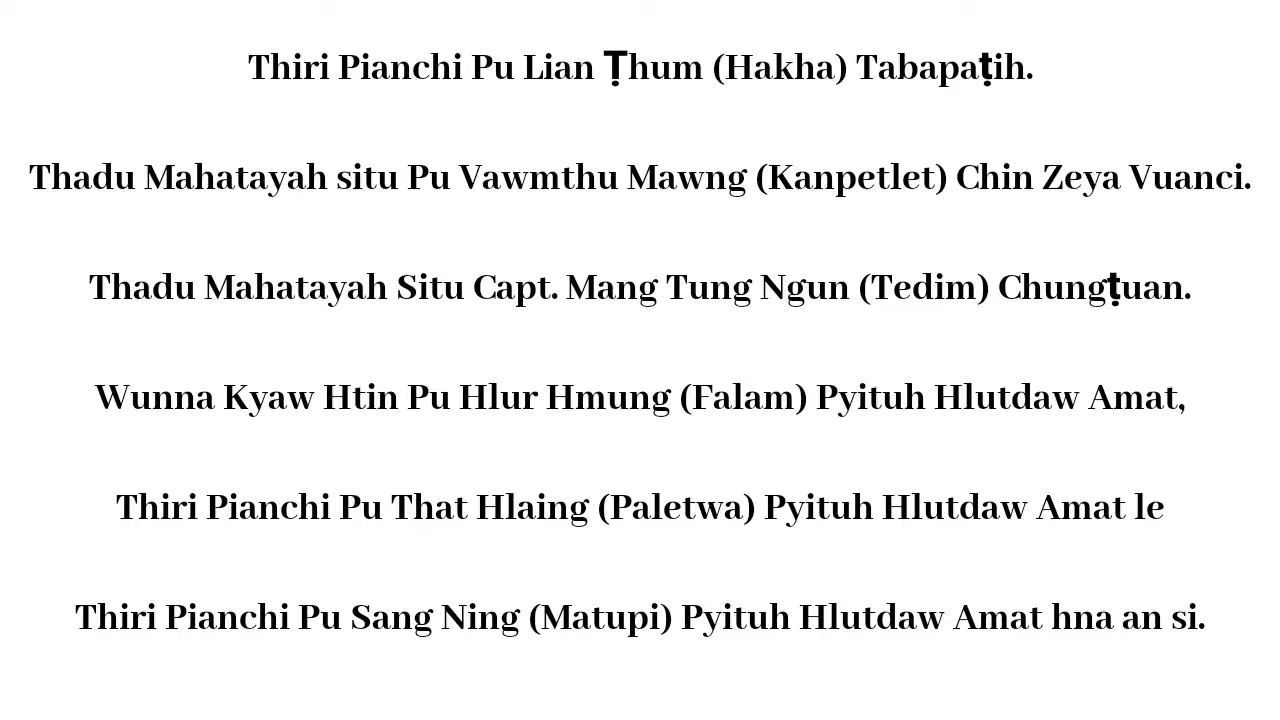 Thiri Pianchi Pu Lian Ṭhum (Hakha) Tabapaṭih.
Thadu Mahatayah situ Pu Vawmthu Mawng (Kanpetlet) Chin Zeya Vuanci.
Thadu Mahatayah Situ Capt. Mang Tung Ngun (Tedim) Chungṭuan.
Wunna Kyaw Htin Pu Hlur Hmung (Falam) Pyituh Hlutdaw Amat,
Thiri Pianchi Pu That Hlaing (Paletwa) Pyituh Hlutdaw Amat le
Thiri Pianchi Pu Sang Ning (Matupi) Pyituh Hlutdaw Amat hna an si.